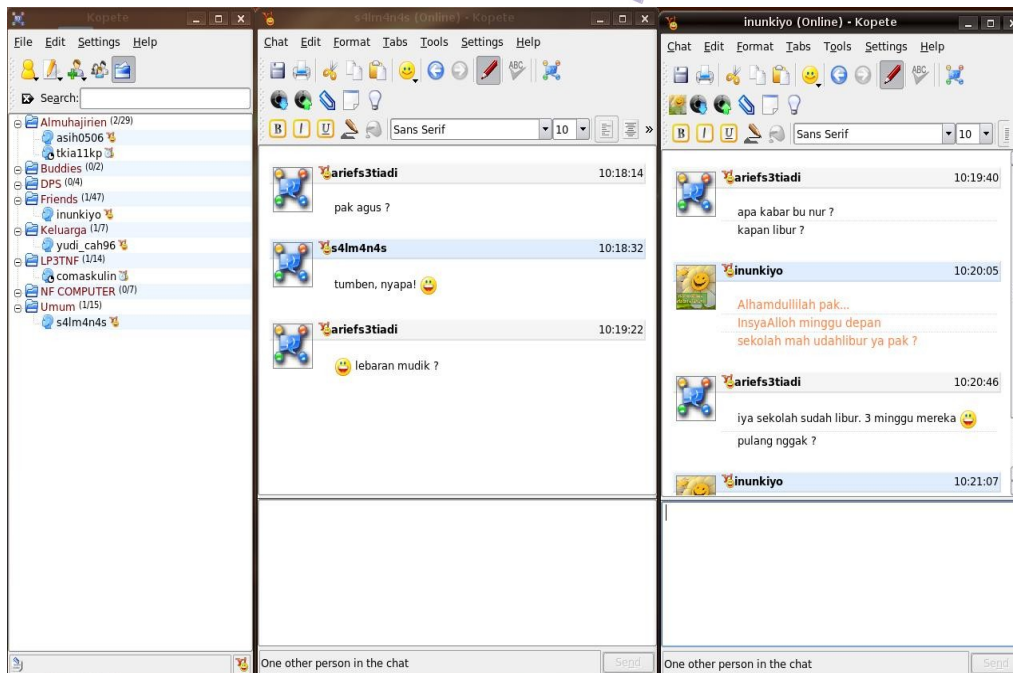 Kopete
File Edit Settings Help
Search:
Almuhajirien (2/29)
asih0506
tkia11kp
Buddies (0/2)
DPS (0/4)
Friends (1/47)
inunkiyo
Keluarga (1/7)
yudi_cah96
LP3TNF (1/14)
comaskulin
NF COMPUTER (0/7)
Umum (1/15)
s4lm4n4s
s4lm4n4s (Online) - Kopete
Chat Edit Format Tabs Tools Settings Help
ABC
B I U Sans Serif 10 »
ariefs3tiadi 10:18:14
pak agus ?
s4lm4n4s 10:18:32
tumben, nyapa!
ariefs3tiadi 10:19:22
lebaran mudik ?
One other person in the chat Send
inunkiyo (Online) - Kopete
Chat Edit Format Tabs Tools Settings Help
ABC
B I U Sans Serif 10
ariefs3tiadi 10:19:40
apa kabar bu nur ?
kapan libur ?
inunkiyo 10:20:05
Alhamdullilah pak...
InsyaAlloh minggu depan
sekolah mah udahlibur ya pak ?
ariefs3tiadi 10:20:46
iya sekolah sudah libur. 3 minggu mereka
pulang nggak ?
inunkiyo 10:21:07
One other person in the chat Send